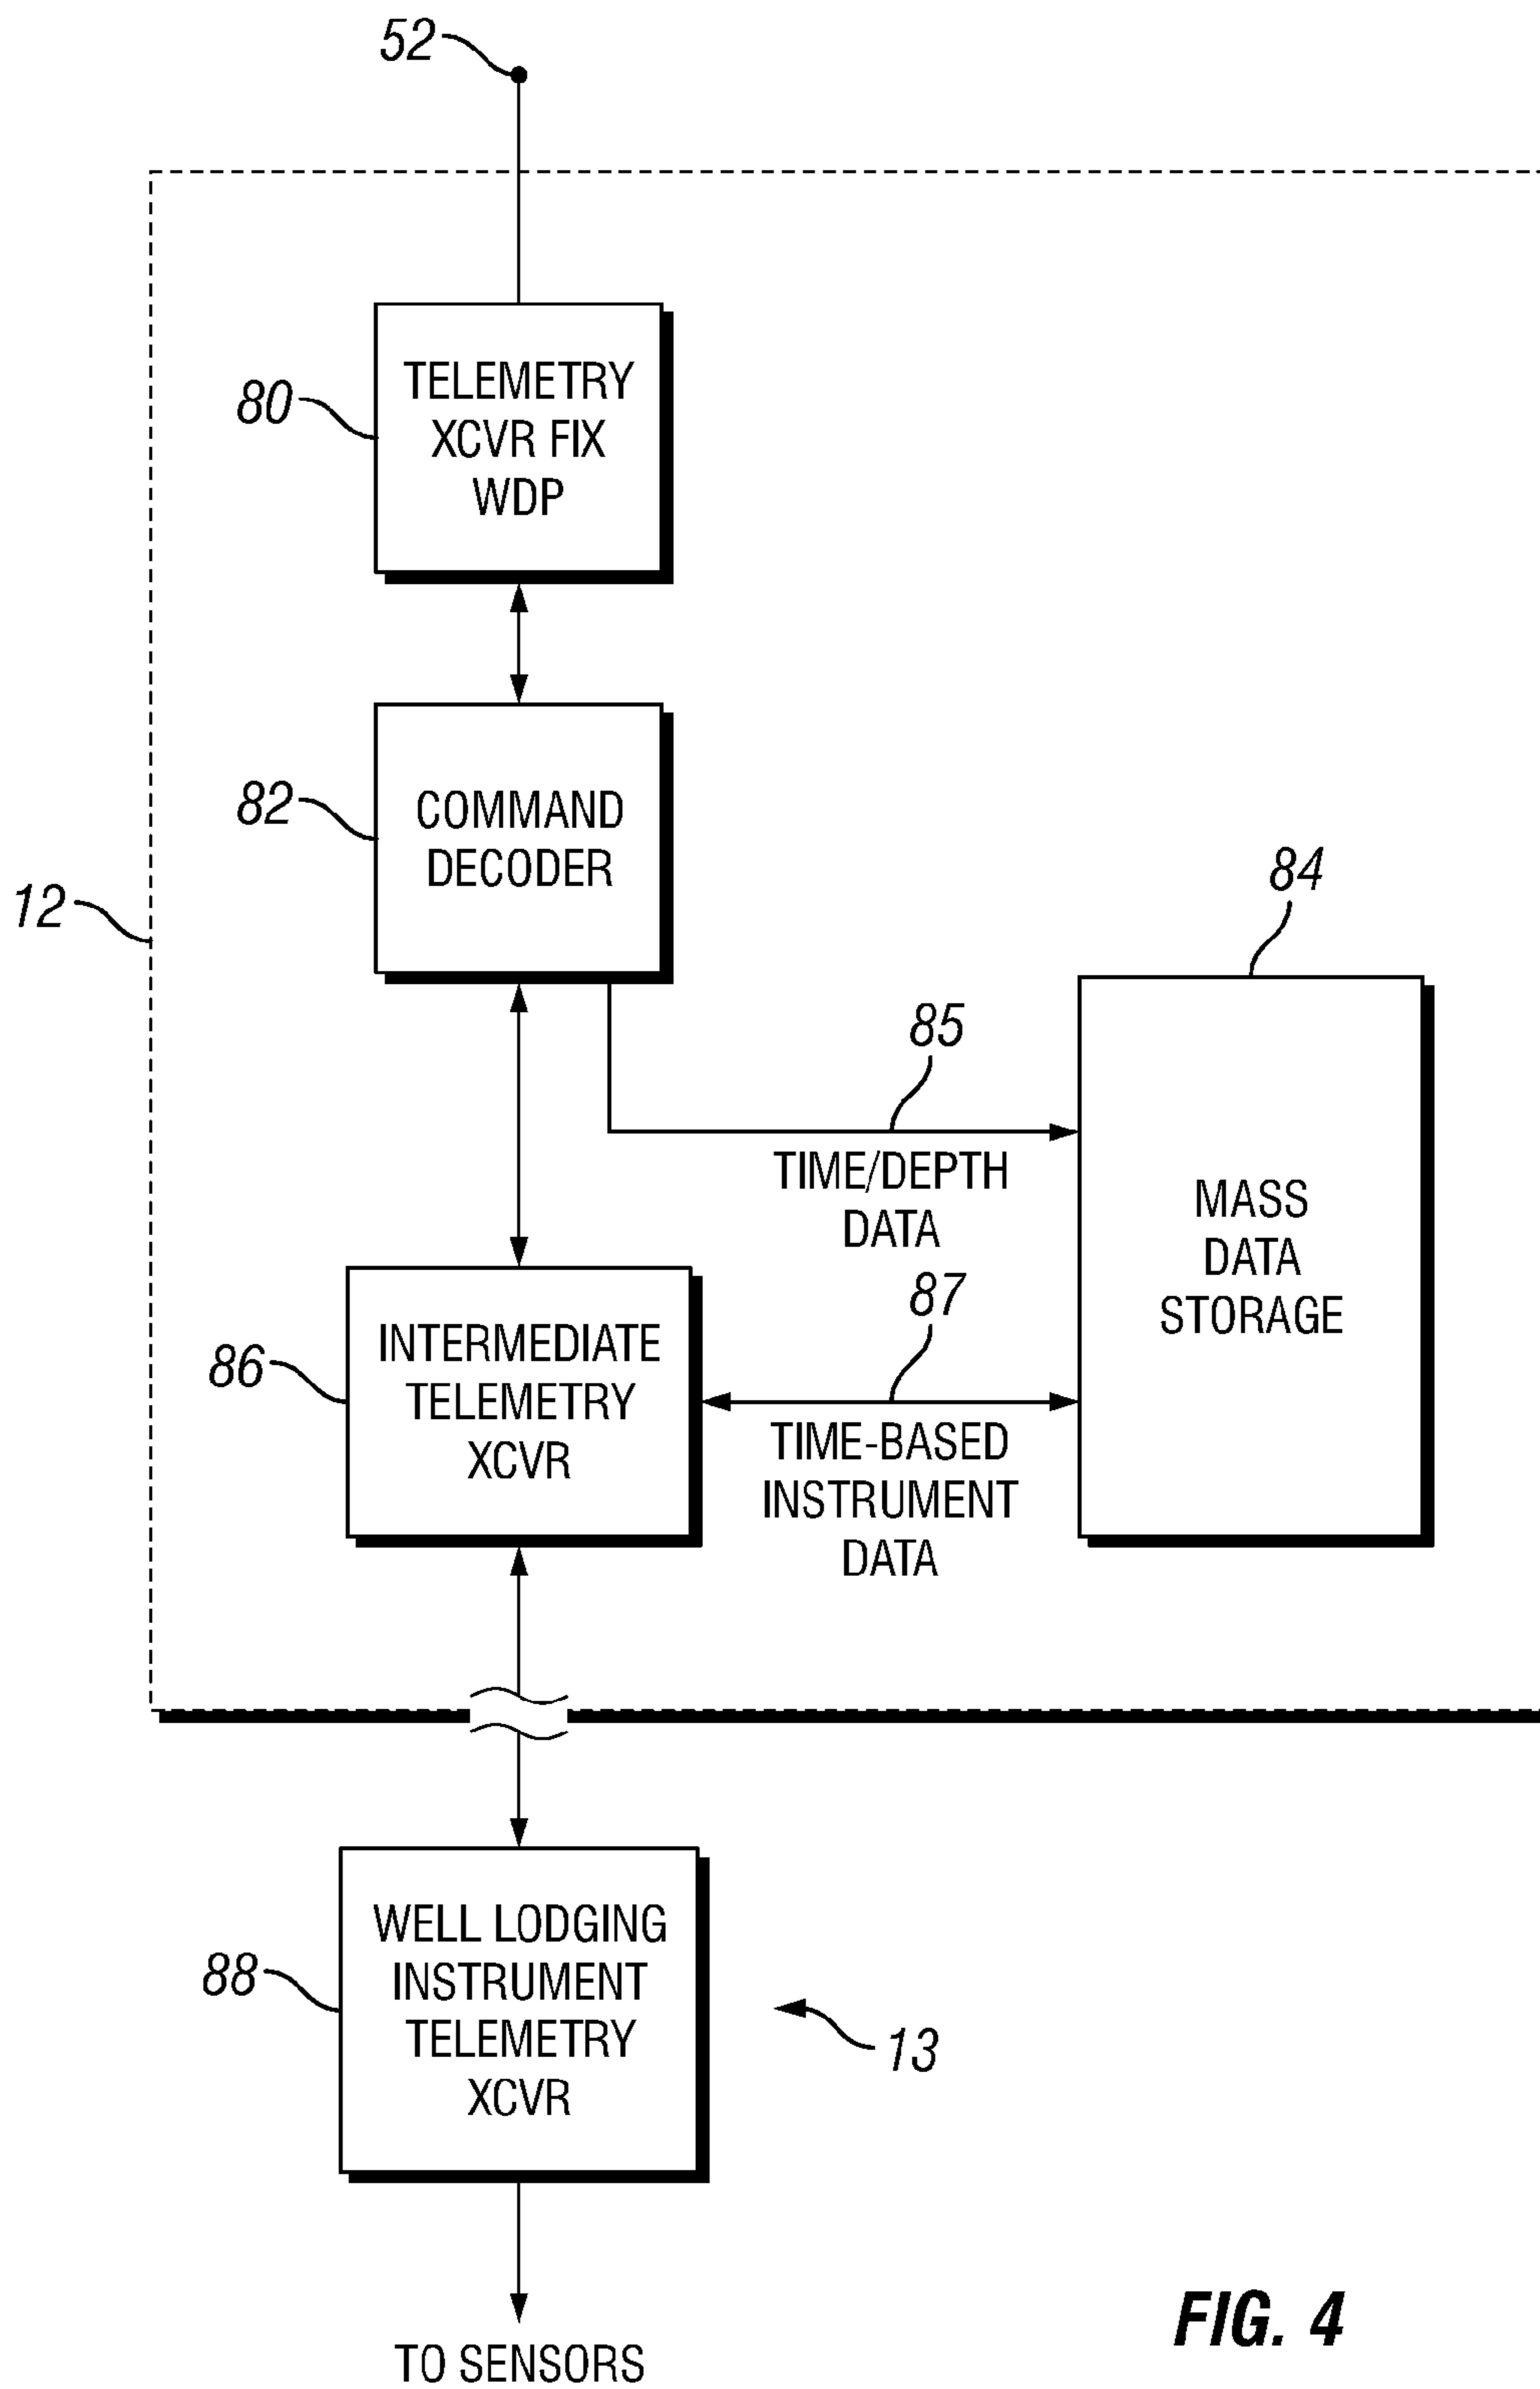 52
80
TELEMETRY
XCVR FIX
WDP
82
COMMAND
DECODER
12
84
85
TIME/DEPTH
DATA
MASS
DATA
STORAGE
87
86
INTERMEDIATE
TELEMETRY
XCVR
TIME-BASED
INSTRUMENT
DATA
88
WELL LODGING
INSTRUMENT
TELEMETRY
XCVR
13
TO SENSORS
FIG. 4